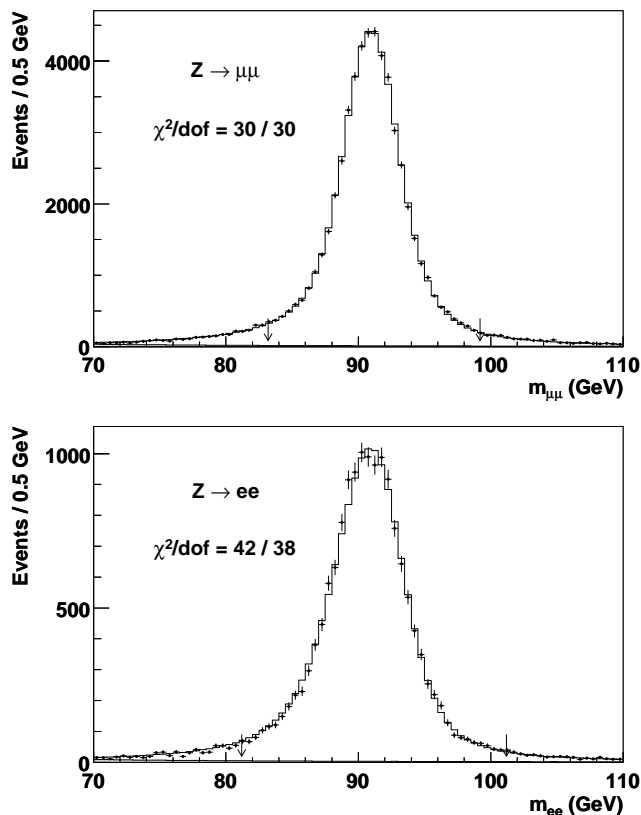 Events / 0.5 GeV
4000
2000
0
Z → μμ
χ²/dof = 30 / 30
70 80 90 100 110
m_μμ (GeV)
Events / 0.5 GeV
1000
500
0
Z → ee
χ²/dof = 42 / 38
70 80 90 100 110
m_ee (GeV)